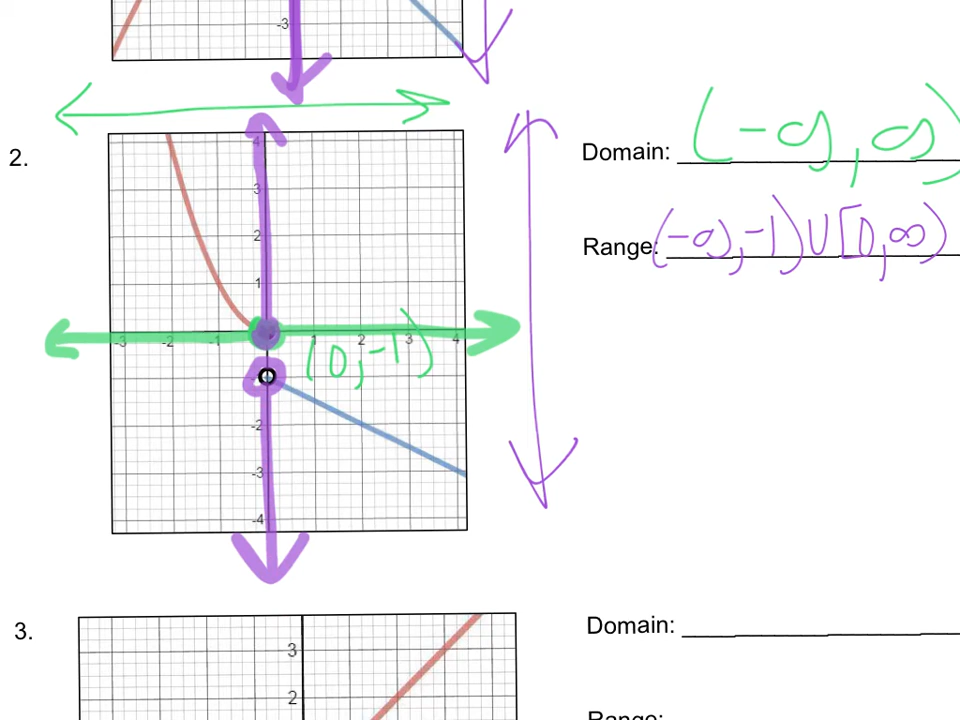 -3
2.
Domain: (-∞, ∞)
Range: (-∞, -1) U [0, ∞)
4
3
2
1
-3 -2 -1 2 3 4
(0, -1)
-2
-3
-4
3.
Domain:
3
2
Range: